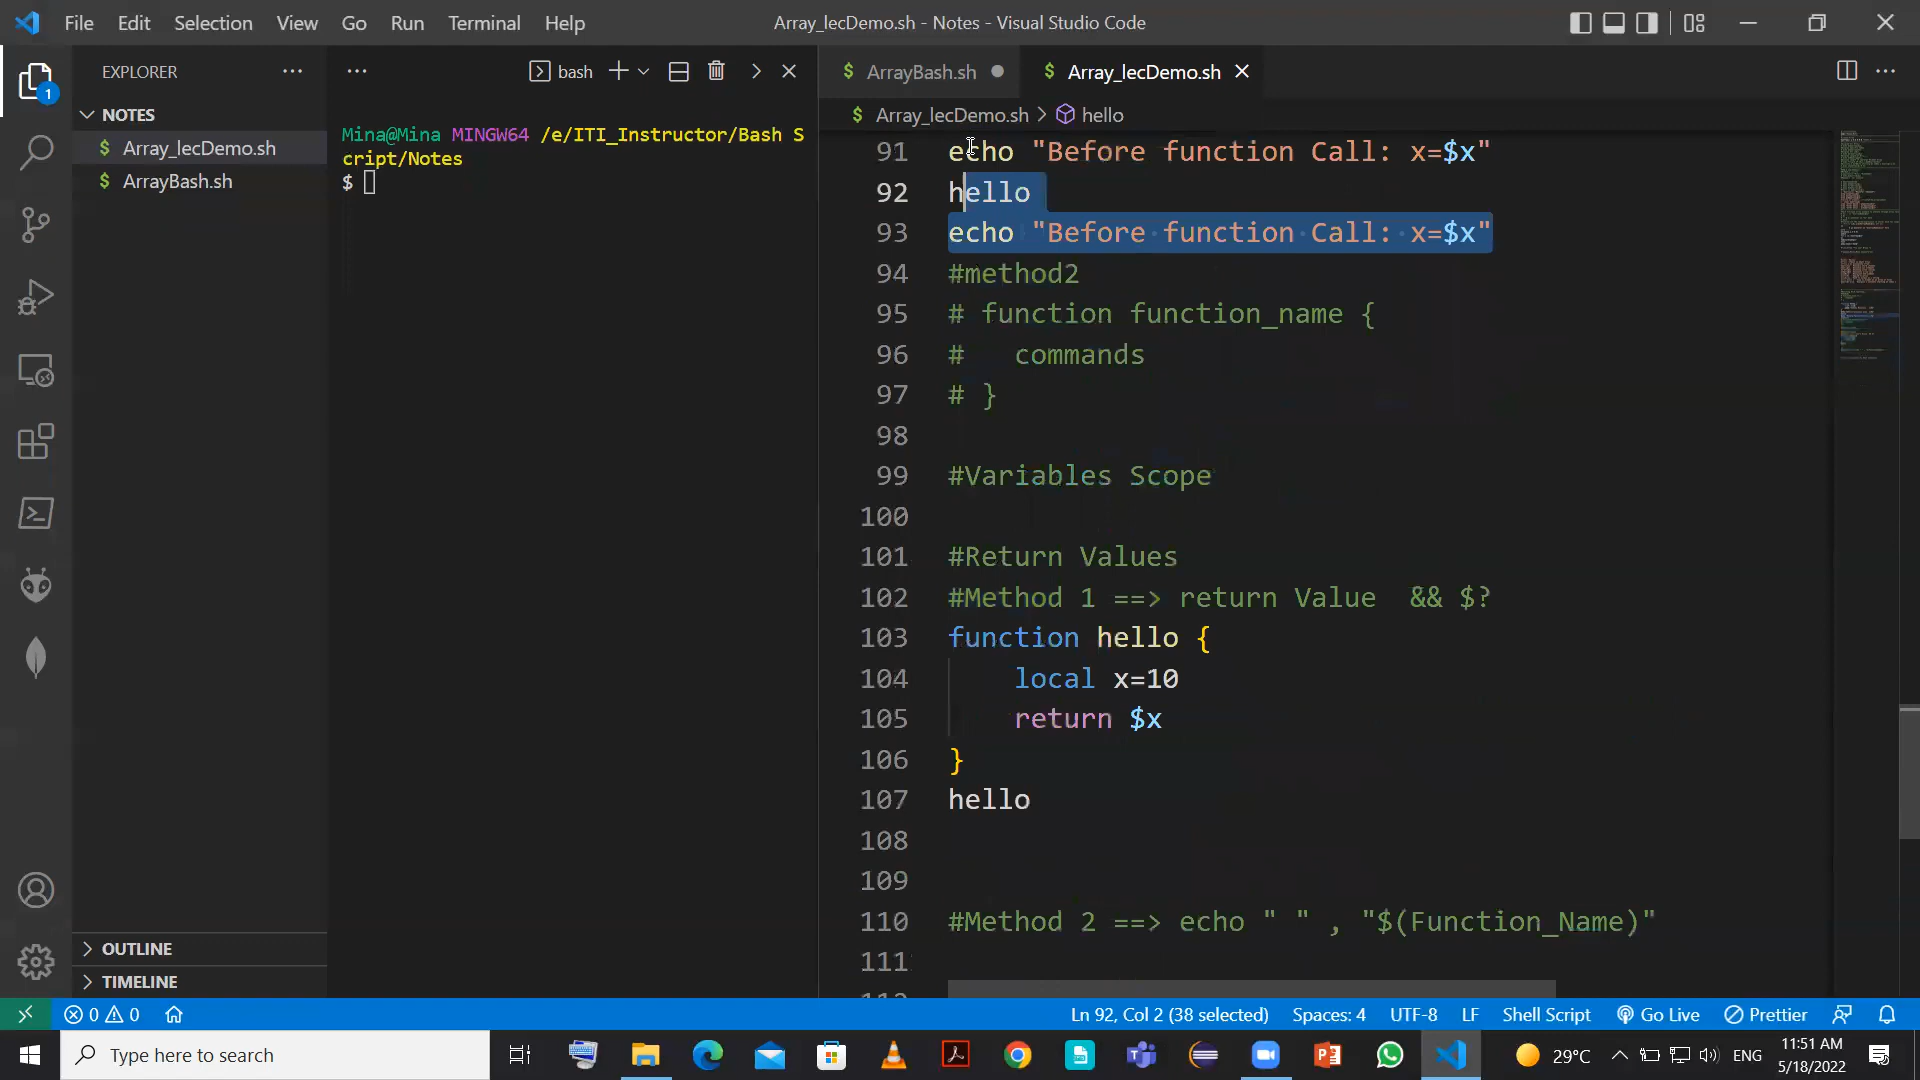 File Edit Selection View Go Run Terminal Help
Array_lecDemo.sh - Notes - Visual Studio Code
1
EXPLORER
NOTES
$ Array_lecDemo.sh
$ ArrayBash.sh
OUTLINE
TIMELINE
bash
Mina@Mina MINGW64 /e/ITI_Instructor/Bash S
cript/Notes
$
$ ArrayBash.sh
$ Array_lecDemo.sh
$ Array_lecDemo.sh > hello
91 echo "Before function Call: x=$x"
92 hello
93 echo "Before function Call: x=$x"
94 #method2
95 # function function_name {
96 # commands
97 # }
98
99 #Variables Scope
100
101 #Return Values
102 #Method 1 ==> return Value && $?
103 function hello {
104 local x=10
105 return $x
106 }
107 hello
108
109
110 #Method 2 ==> echo " " , "$(Function_Name)"
111
0 0
Ln 92, Col 2 (38 selected) Spaces: 4 UTF-8 LF Shell Script Go Live Prettier
Type here to search
29°C ENG
11:51 AM
5/18/2022